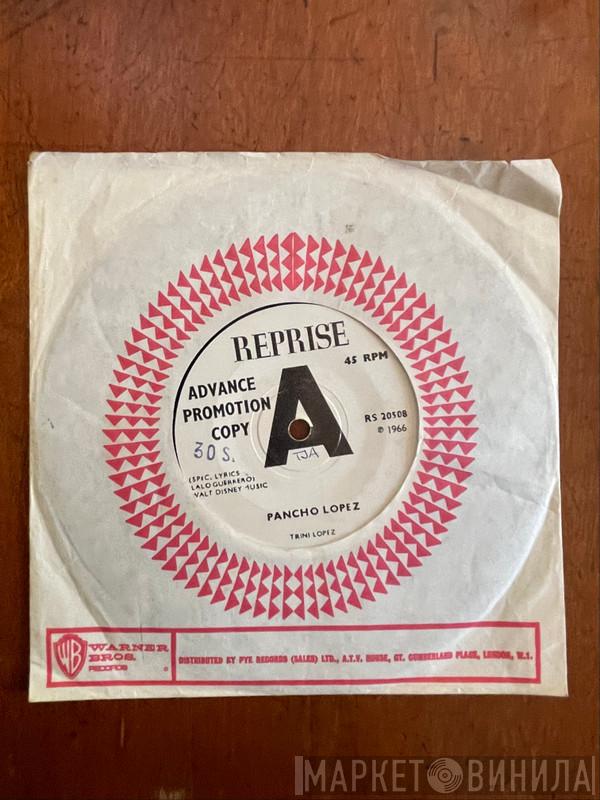 REPRISE
45 RPM
ADVANCE
PROMOTION
COPY
A
RS 20508
℗ 1966
30 s.
TJA
(SPIC, LYRICS
LALO GUERRERO)
WALT DISNEY MUSIC
PANCHO LOPEZ
TRINI LOPEZ
WB WARNER
BROS.
RECORDS
DISTRIBUTED BY PYE RECORDS (SALES) LTD., A.T.V. HOUSE, GT. CUMBERLAND PLACE, LONDON, W.1.
МАРКЕТ ВИНИЛА